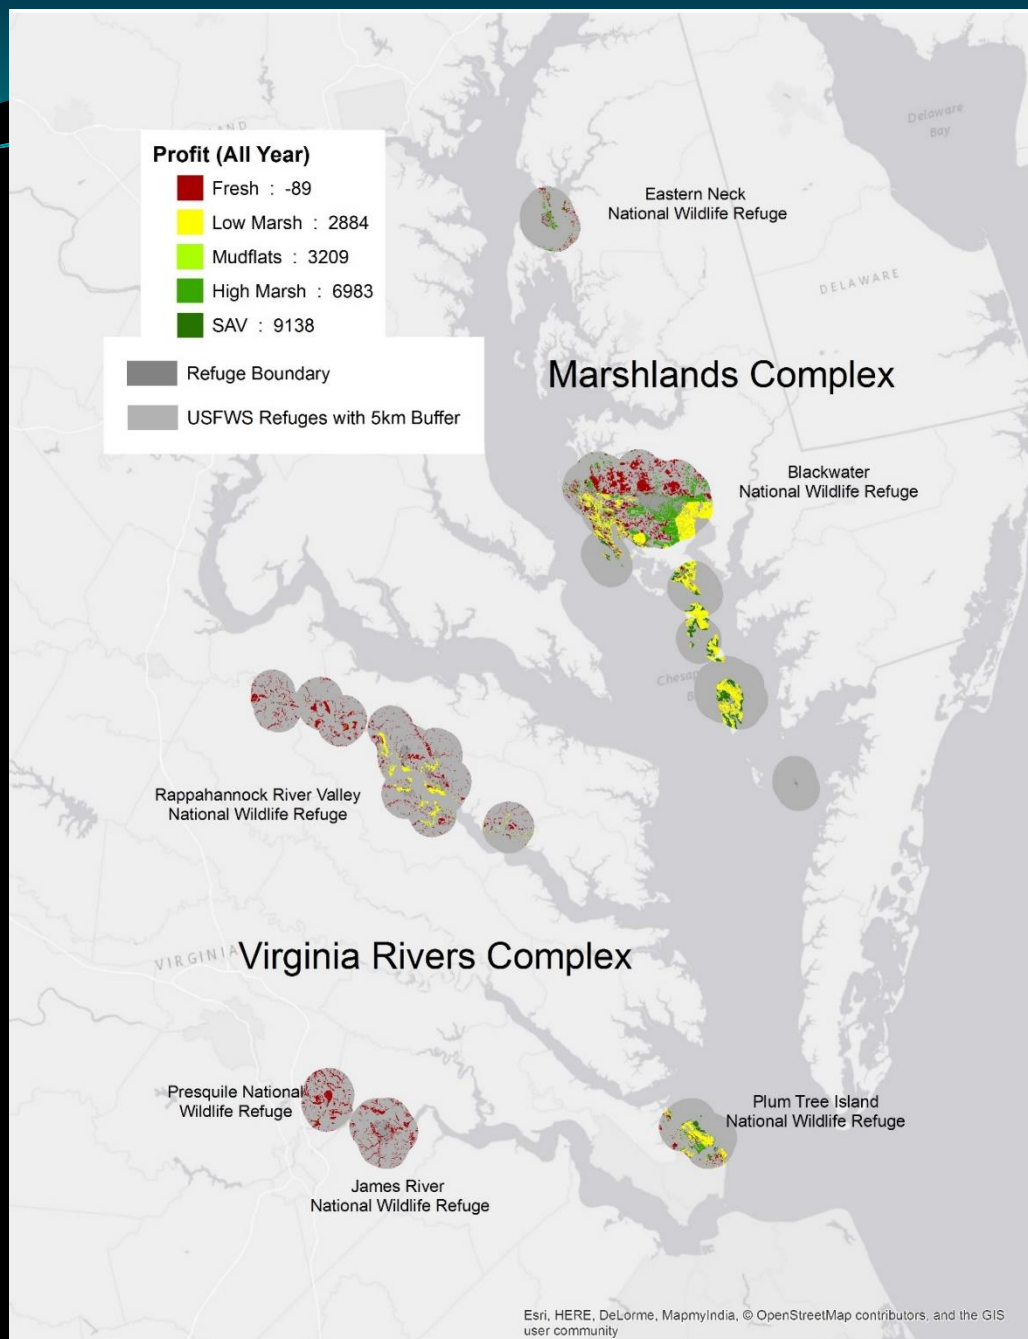 Delaware
Bay
Profit (All Year)
Fresh : -89
Low Marsh : 2884
Mudflats : 3209
High Marsh : 6983
SAV : 9138
Refuge Boundary
USFWS Refuges with 5km Buffer
Eastern Neck
National Wildlife Refuge
DELAWARE
Marshlands Complex
Blackwater
National Wildlife Refuge
Rappahannock River Valley
National Wildlife Refuge
VIRGINIA
Virginia Rivers Complex
Presquile National
Wildlife Refuge
James River
National Wildlife Refuge
Plum Tree Island
National Wildlife Refuge
Esri, HERE, DeLorme, MapmyIndia, © OpenStreetMap contributors, and the GIS
user community